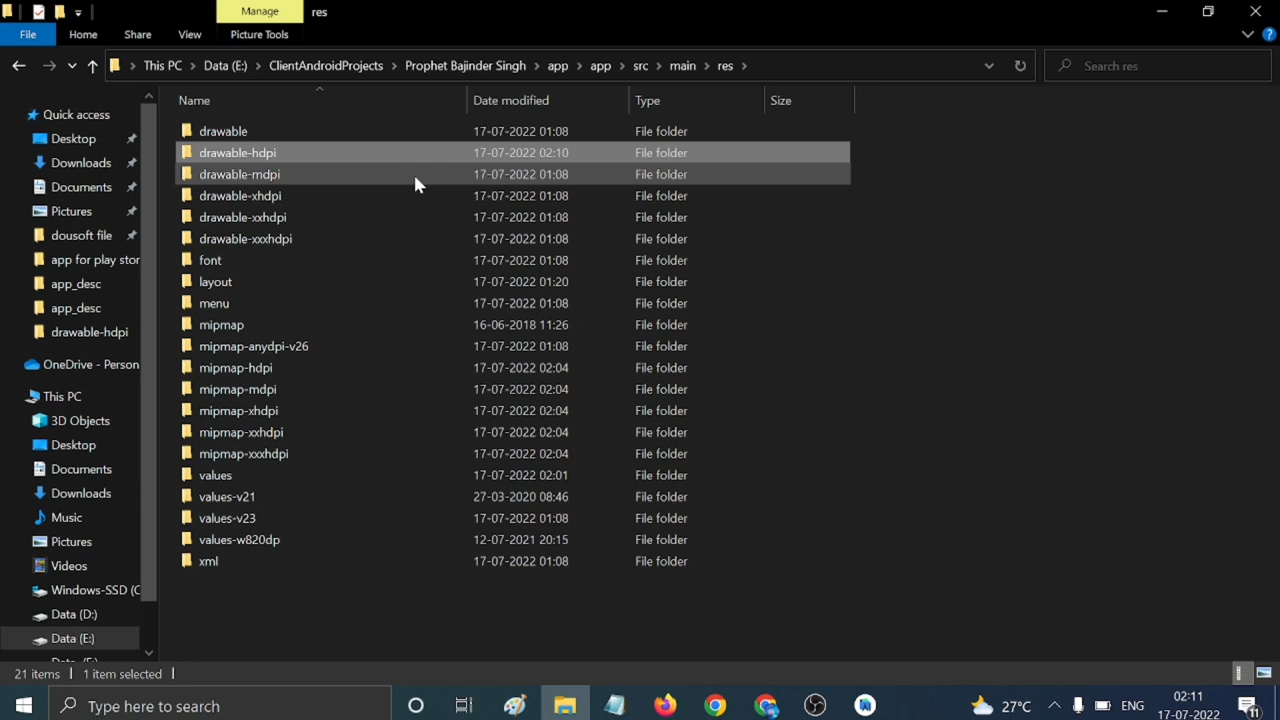 Manage
res
File
Home
Share
View
Picture Tools
This PC
Data (E:)
ClientAndroidProjects
Prophet Bajinder Singh
app
app
src
main
res
Search res
Name
Date modified
Type
Size
Quick access
Desktop
Downloads
Documents
Pictures
dousoft file
app for play stor
app_desc
app_desc
drawable-hdpi
OneDrive - Person
This PC
3D Objects
Desktop
Documents
Downloads
Music
Pictures
Videos
Windows-SSD (C
Data (D:)
Data (E:)
drawable 17-07-2022 01:08 File folder
drawable-hdpi 17-07-2022 02:10 File folder
drawable-mdpi 17-07-2022 01:08 File folder
drawable-xhdpi 17-07-2022 01:08 File folder
drawable-xxhdpi 17-07-2022 01:08 File folder
drawable-xxxhdpi 17-07-2022 01:08 File folder
font 17-07-2022 01:08 File folder
layout 17-07-2022 01:20 File folder
menu 17-07-2022 01:08 File folder
mipmap 16-06-2018 11:26 File folder
mipmap-anydpi-v26 17-07-2022 01:08 File folder
mipmap-hdpi 17-07-2022 02:04 File folder
mipmap-mdpi 17-07-2022 02:04 File folder
mipmap-xhdpi 17-07-2022 02:04 File folder
mipmap-xxhdpi 17-07-2022 02:04 File folder
mipmap-xxxhdpi 17-07-2022 02:04 File folder
values 17-07-2022 02:01 File folder
values-v21 27-03-2020 08:46 File folder
values-v23 17-07-2022 01:08 File folder
values-w820dp 12-07-2021 20:15 File folder
xml 17-07-2022 01:08 File folder
21 items
1 item selected
Type here to search
27°C
ENG
02:11
17-07-2022
11